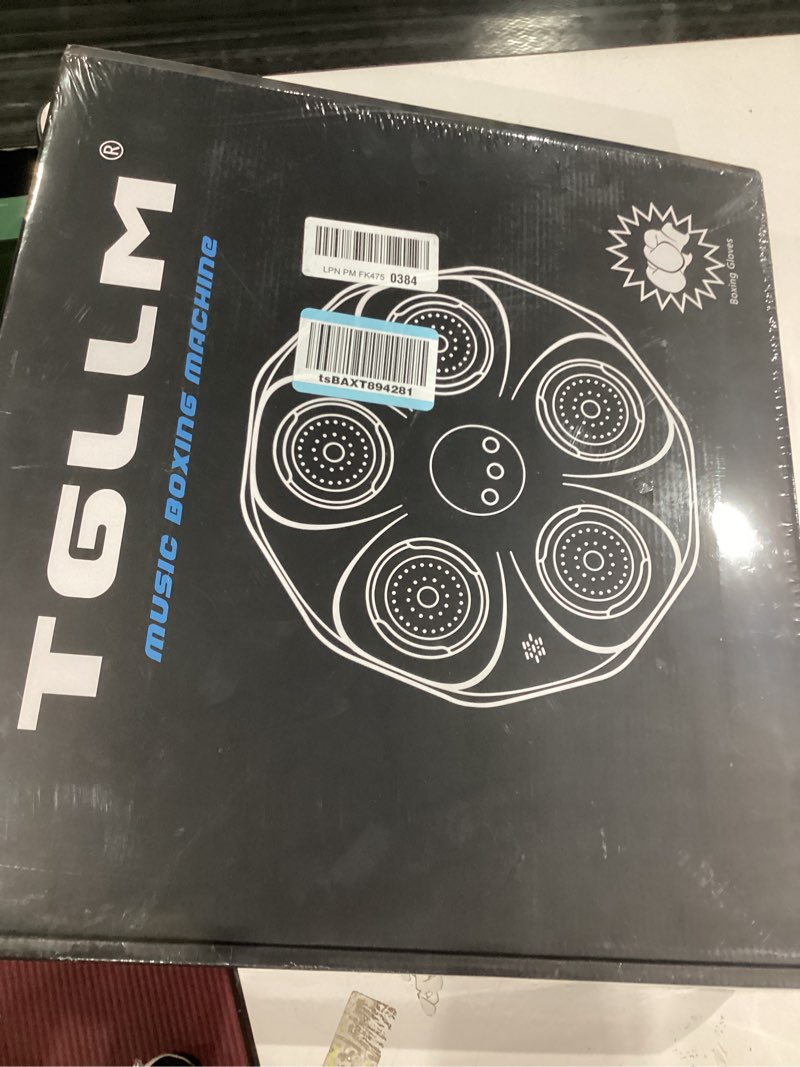 TGLLM®
MUSIC BOXING MACHINE
LPN PM FK475 0384
tsBAXT894281
Boxing Gloves